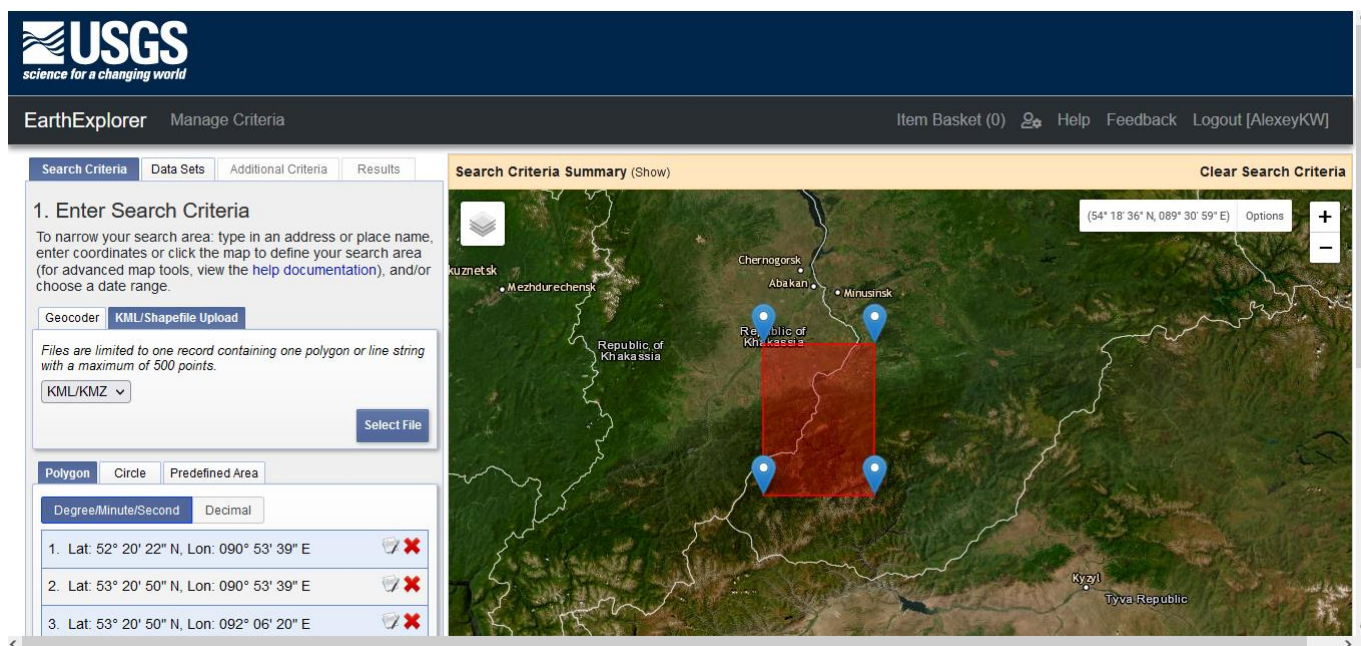 USGS
science for a changing world
EarthExplorer Manage Criteria Item Basket (0) Help Feedback Logout [AlexeyKW]
Search Criteria Data Sets Additional Criteria Results
1. Enter Search Criteria
To narrow your search area: type in an address or place name,
enter coordinates or click the map to define your search area
(for advanced map tools, view the help documentation), and/or
choose a date range.
Geocoder KML/Shapefile Upload
Files are limited to one record containing one polygon or line string
with a maximum of 500 points.
KML/KMZ
Select File
Polygon Circle Predefined Area
Degree/Minute/Second Decimal
1. Lat: 52° 20' 22" N, Lon: 090° 53' 39" E
2. Lat: 53° 20' 50" N, Lon: 090° 53' 39" E
3. Lat: 53° 20' 50" N, Lon: 092° 06' 20" E
Search Criteria Summary (Show) Clear Search Criteria
(54° 18' 36" N, 089° 30' 59" E) Options + −
Chernogorsk
kuznetsk
Abakan
Mezhdurechensk
Minusinsk
Republic of
Khakassia
Republic of
Khakassia
Kyzyl
Tyva Republic